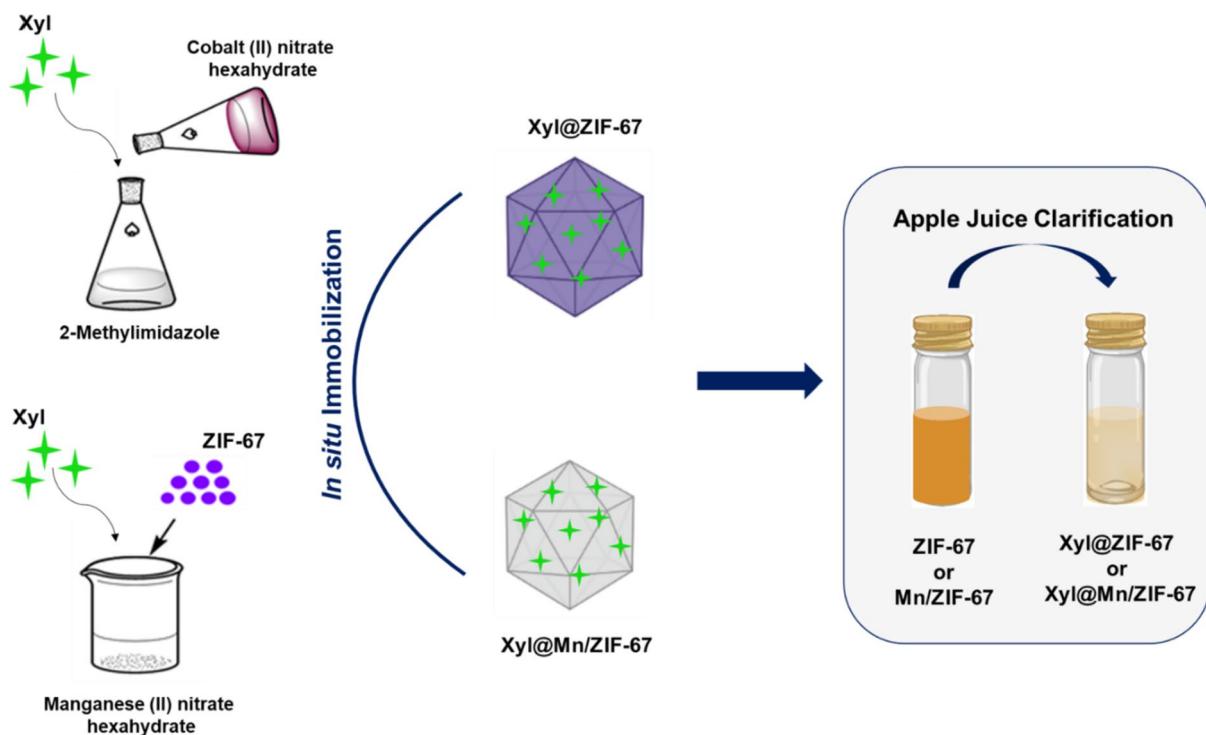 Xyl
Cobalt (II) nitrate
hexahydrate
2-Methylimidazole
Xyl
ZIF-67
Manganese (II) nitrate
hexahydrate
In situ Immobilization
Xyl@ZIF-67
Xyl@Mn/ZIF-67
Apple Juice Clarification
ZIF-67
or
Mn/ZIF-67
Xyl@ZIF-67
or
Xyl@Mn/ZIF-67